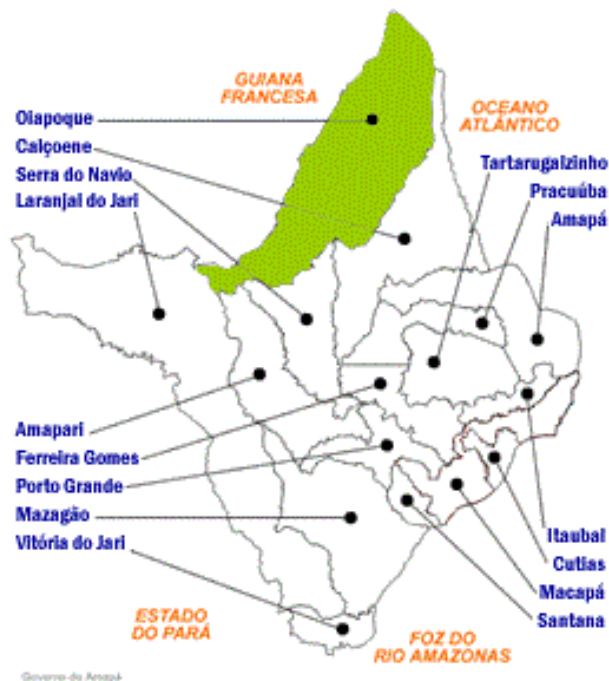 GUIANA
FRANCESA
OCEANO
ATLÂNTICO
Oiapoque
Calçoene
Serra do Navio
Laranjal do Jari
Tartarugalzinho
Pracuúba
Amapá
Amapari
Ferreira Gomes
Porto Grande
Mazagão
Vitória do Jari
Itaubal
Cutias
Macapá
Santana
ESTADO
DO PARÁ
FOZ DO
RIO AMAZONAS
Governo do Amapá